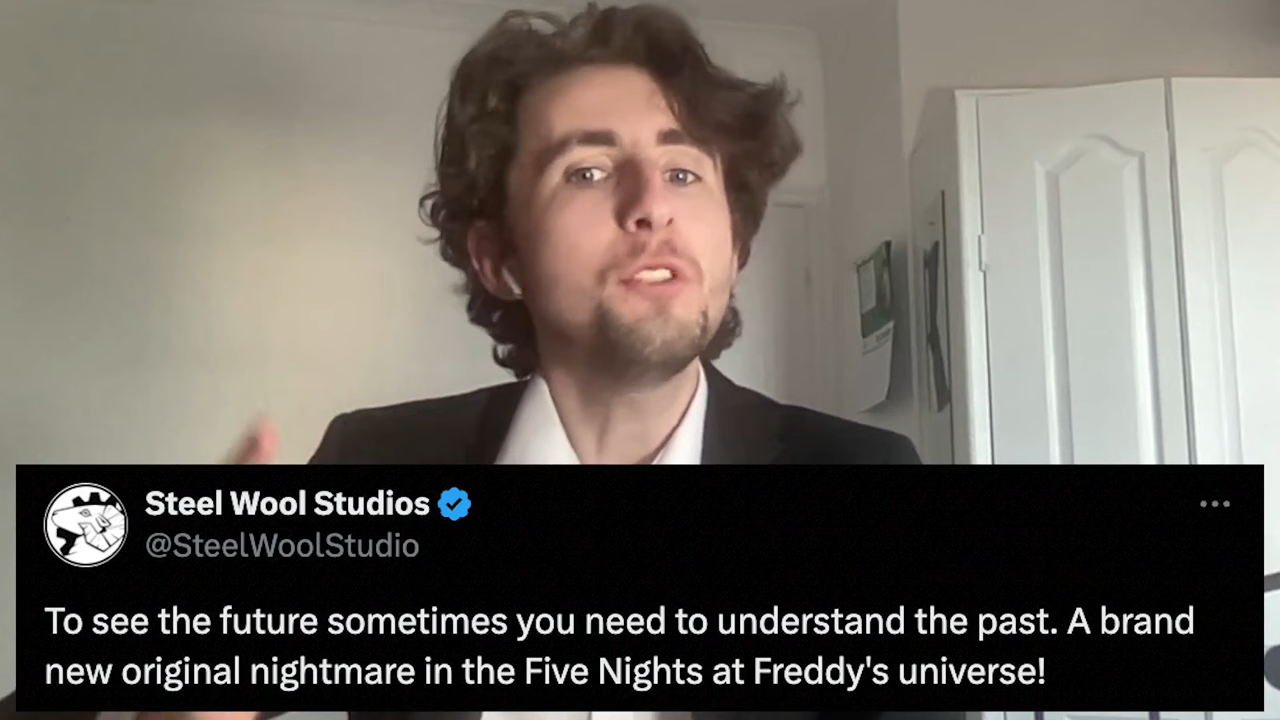 Steel Wool Studios
@SteelWoolStudio
To see the future sometimes you need to understand the past. A brand
new original nightmare in the Five Nights at Freddy's universe!